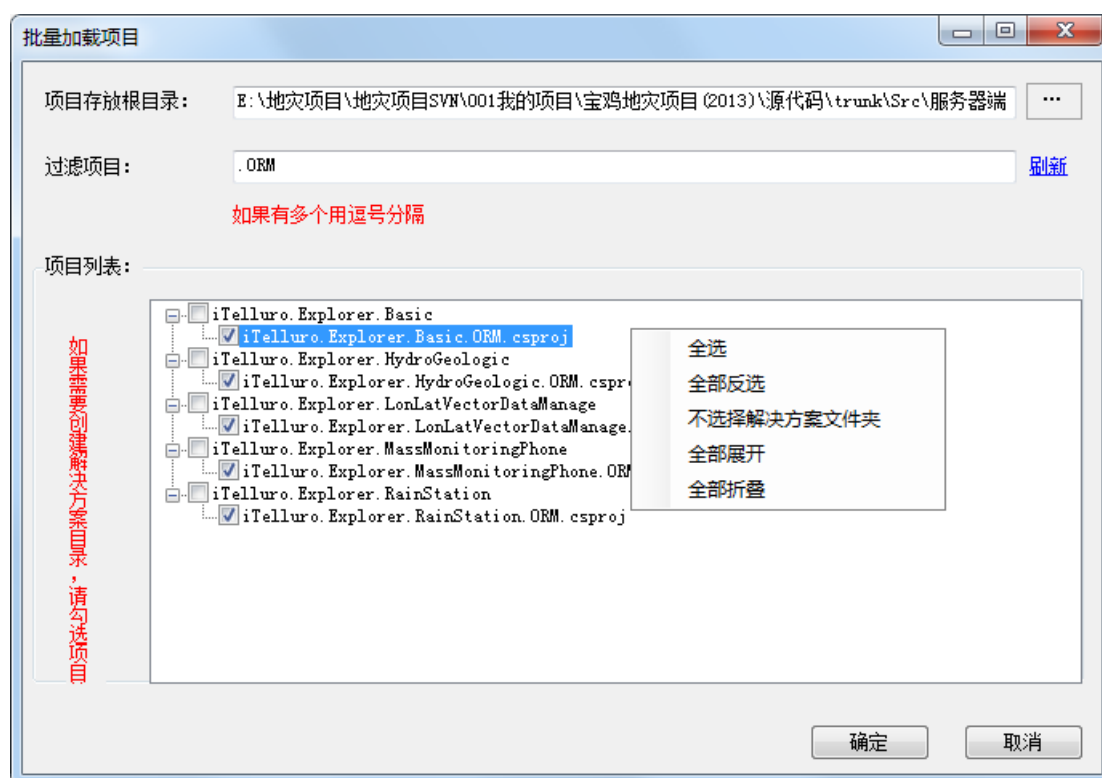 批量加载项目
项目存放根目录：
E:\地灾项目\地灾项目SVN\001我的项目\宝鸡地灾项目(2013)\源代码\trunk\Src\服务器端
...
过滤项目：
.ORM
刷新
如果有多个用逗号分隔
项目列表：
如果需要创建解决方案目录，请勾选项目
iTelluro.Explorer.Basic
iTelluro.Explorer.Basic.ORM.csproj
iTelluro.Explorer.HydroGeologic
iTelluro.Explorer.HydroGeologic.ORM.cspr
iTelluro.Explorer.LonLatVectorDataManage
iTelluro.Explorer.LonLatVectorDataManage.
iTelluro.Explorer.MassMonitoringPhone
iTelluro.Explorer.MassMonitoringPhone.ORM
iTelluro.Explorer.RainStation
iTelluro.Explorer.RainStation.ORM.csproj
全选
全部反选
不选择解决方案文件夹
全部展开
全部折叠
确定
取消